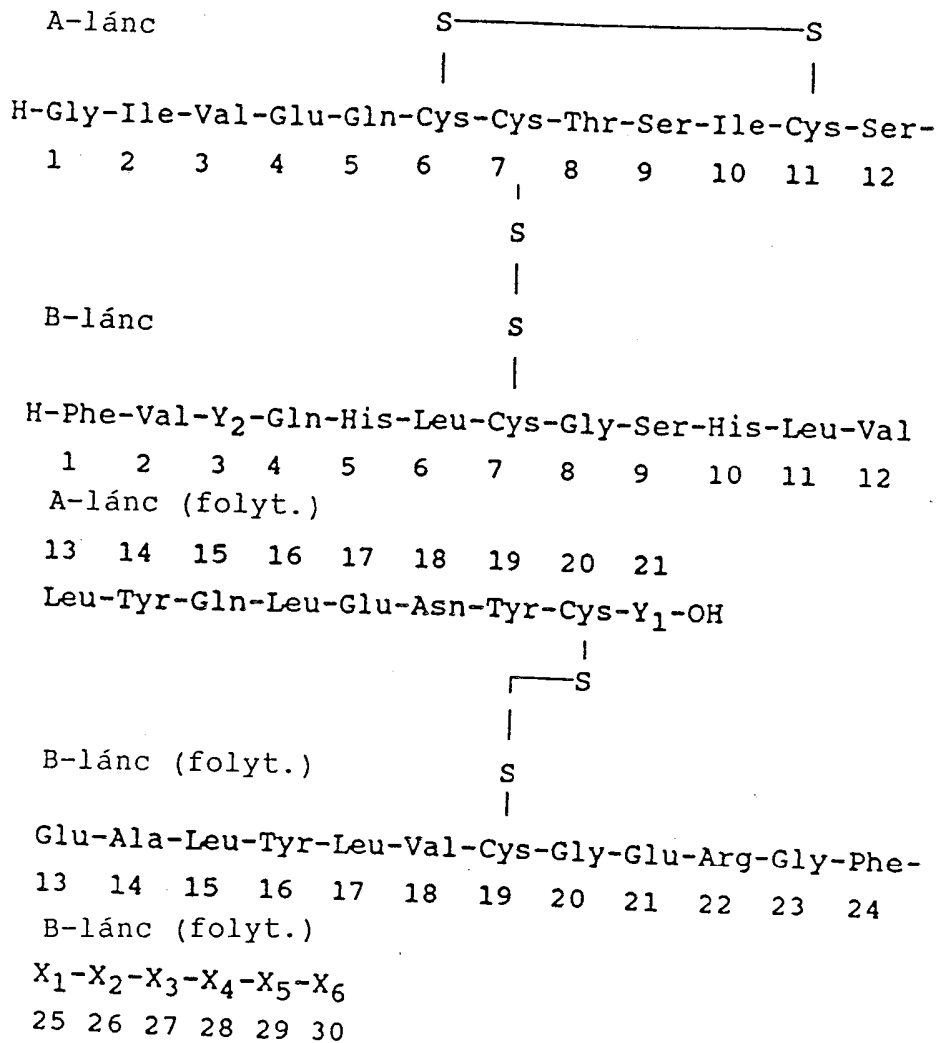 A-lánc S S
H-Gly-Ile-Val-Glu-Gln-Cys-Cys-Thr-Ser-Ile-Cys-Ser-
1 2 3 4 5 6 7 8 9 10 11 12
S
B-lánc S
H-Phe-Val-Y2-Gln-His-Leu-Cys-Gly-Ser-His-Leu-Val
1 2 3 4 5 6 7 8 9 10 11 12
A-lánc (folyt.)
13 14 15 16 17 18 19 20 21
Leu-Tyr-Gln-Leu-Glu-Asn-Tyr-Cys-Y1-OH
S
B-lánc (folyt.) S
Glu-Ala-Leu-Tyr-Leu-Val-Cys-Gly-Glu-Arg-Gly-Phe-
13 14 15 16 17 18 19 20 21 22 23 24
B-lánc (folyt.)
X1-X2-X3-X4-X5-X6
25 26 27 28 29 30